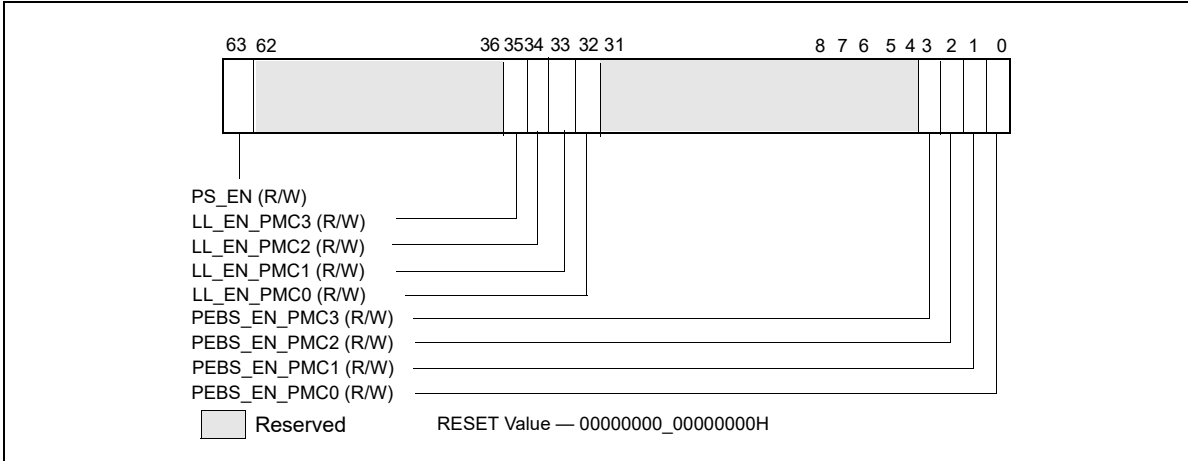 63 62 36 35 34 33 32 31 8 7 6 5 4 3 2 1 0
PS_EN (R/W)
LL_EN_PMC3 (R/W)
LL_EN_PMC2 (R/W)
LL_EN_PMC1 (R/W)
LL_EN_PMC0 (R/W)
PEBS_EN_PMC3 (R/W)
PEBS_EN_PMC2 (R/W)
PEBS_EN_PMC1 (R/W)
PEBS_EN_PMC0 (R/W)
Reserved RESET Value — 00000000_00000000H